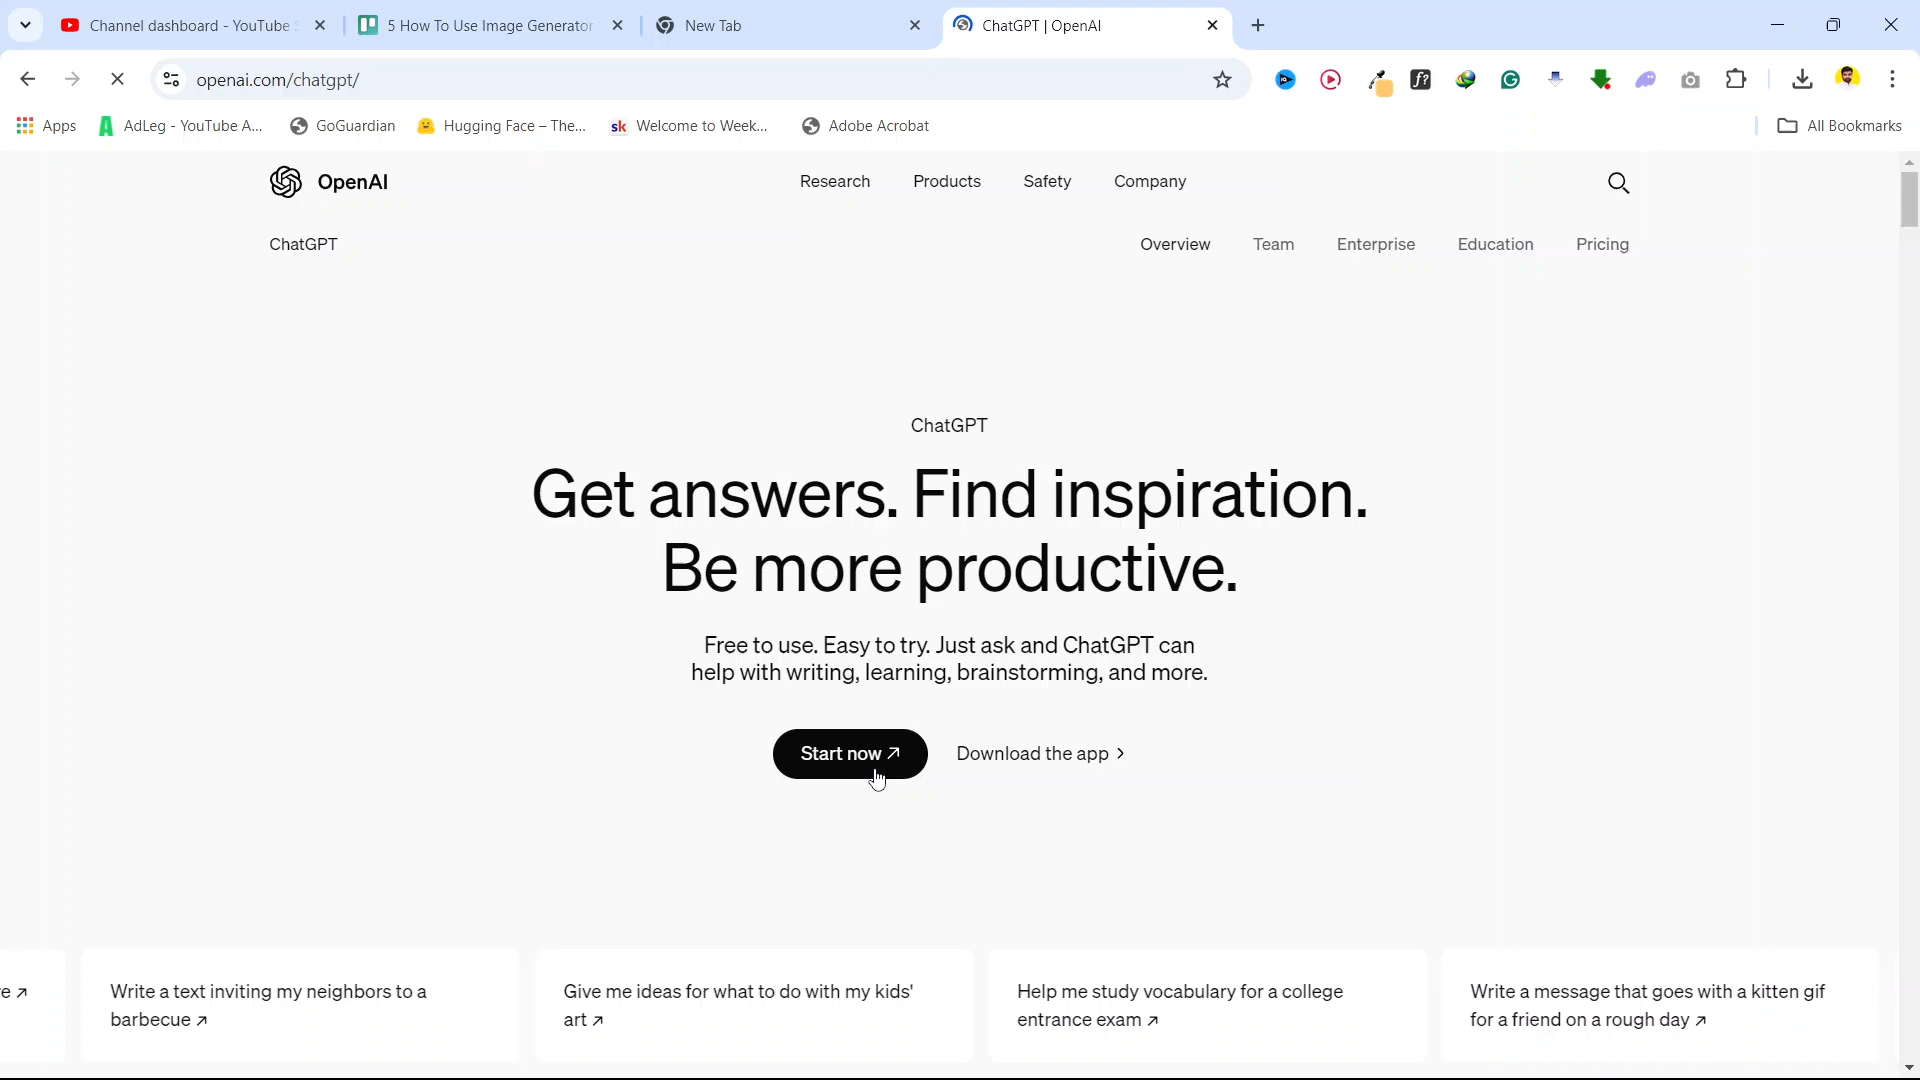 Channel dashboard - YouTube S
5 How To Use Image Generator
New Tab
ChatGPT | OpenAI
openai.com/chatgpt/
Apps
AdLeg - YouTube A...
GoGuardian
Hugging Face – The...
sk Welcome to Week...
Adobe Acrobat
All Bookmarks
OpenAI
Research
Products
Safety
Company
ChatGPT
Overview
Team
Enterprise
Education
Pricing
ChatGPT
Get answers. Find inspiration.
Be more productive.
Free to use. Easy to try. Just ask and ChatGPT can
help with writing, learning, brainstorming, and more.
Start now ↗
Download the app >
e ↗
Write a text inviting my neighbors to a
barbecue ↗
Give me ideas for what to do with my kids'
art ↗
Help me study vocabulary for a college
entrance exam ↗
Write a message that goes with a kitten gif
for a friend on a rough day ↗